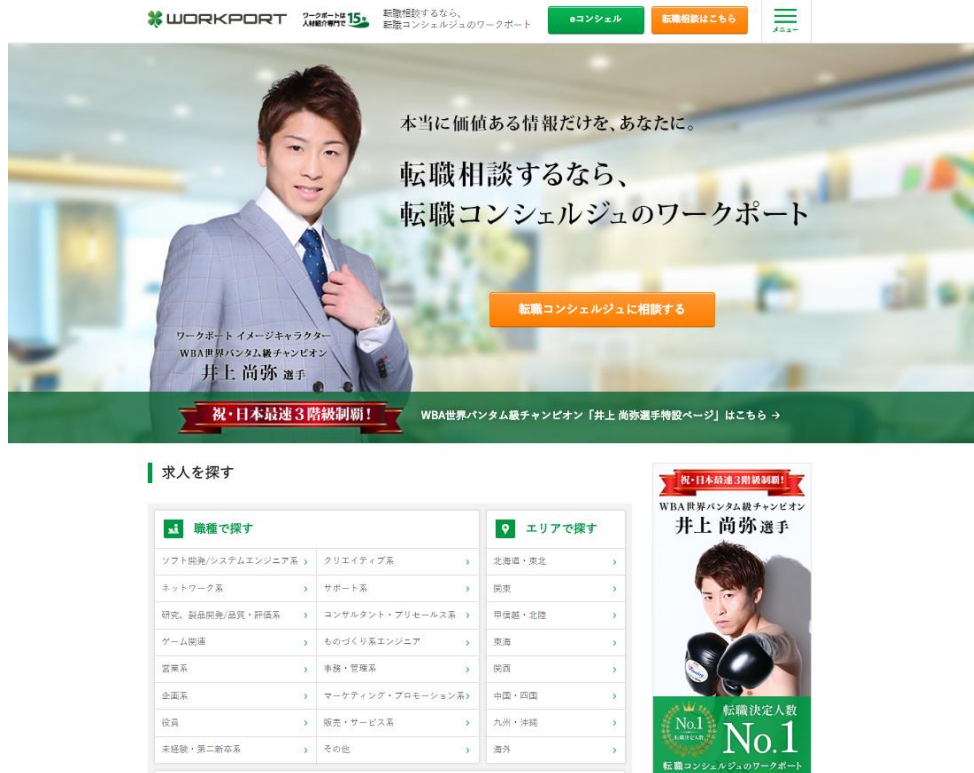 WORKPORT
ワークポートは
人材紹介専門で 15th
転職相談するなら、
転職コンシェルジュのワークポート
eコンシェル
転職相談はこちら
メニュー
本当に価値ある情報だけを、あなたに。
転職相談するなら、
転職コンシェルジュのワークポート
転職コンシェルジュに相談する
ワークポート イメージキャラクター
WBA世界バンタム級チャンピオン
井上 尚弥 選手
祝・日本最速3階級制覇!
WBA世界バンタム級チャンピオン「井上 尚弥選手特設ページ」はこちら →
求人を探す
職種で探す
ソフト開発/システムエンジニア系
クリエイティブ系
ネットワーク系
サポート系
研究、製品開発/品質・評価系
コンサルタント・プリセールス系
ゲーム関連
ものづくり系エンジニア
営業系
事務・管理系
企画系
マーケティング・プロモーション系
役員
販売・サービス系
未経験・第二新卒系
その他
エリアで探す
北海道・東北
関東
甲信越・北陸
東海
関西
中国・四国
九州・沖縄
海外
祝・日本最速3階級制覇!
WBA世界バンタム級チャンピオン
井上 尚弥 選手
No.1
転職決定人数
転職決定人数
No.1
転職コンシェルジュのワークポート